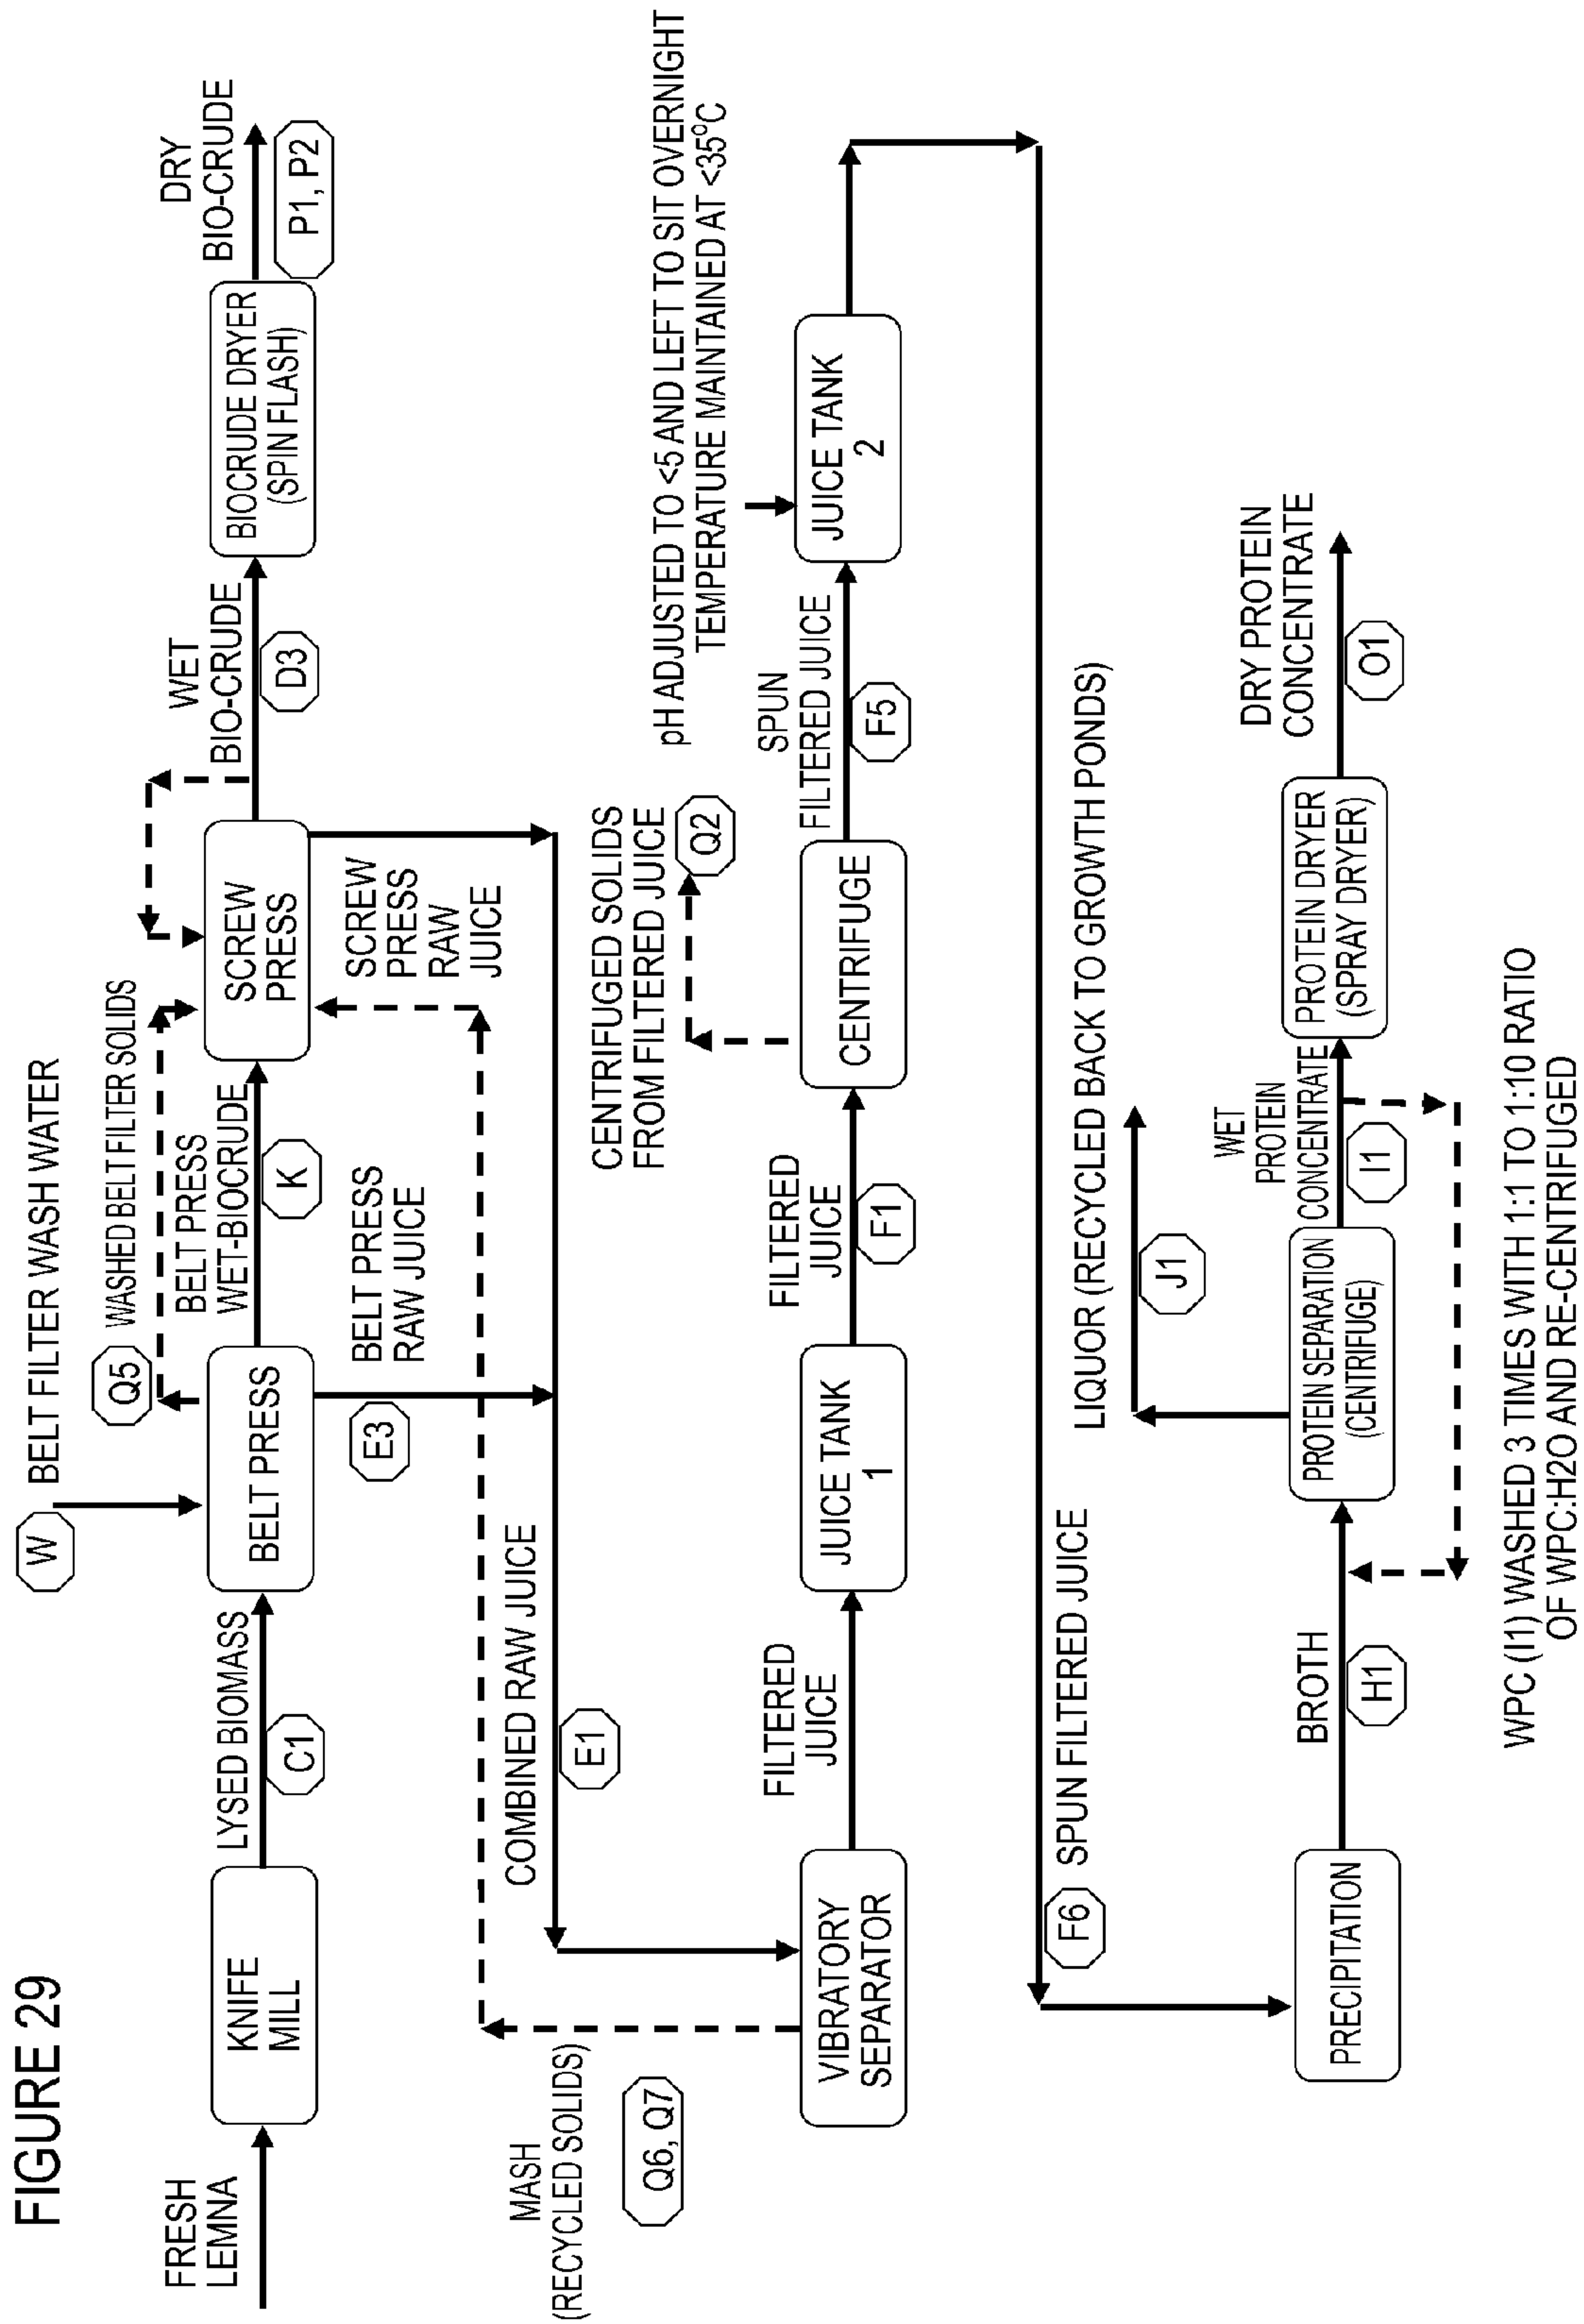 FIGURE 29
FRESH
LEMNA
KNIFE
MILL
LYSED BIOMASS
C1
W
BELT FILTER WASH WATER
BELT PRESS
Q5
WASHED BELT FILTER SOLIDS
BELT PRESS
WET-BIOCRUDE
K
E3
BELT PRESS
RAW JUICE
SCREW
PRESS
SCREW
PRESS
RAW
JUICE
WET
BIO-CRUDE
D3
BIOCRUDE DRYER
(SPIN FLASH)
DRY
BIO-CRUDE
P1, P2
MASH
(RECYCLED SOLIDS)
Q6, Q7
COMBINED RAW JUICE
E1
VIBRATORY
SEPARATOR
FILTERED
JUICE
JUICE TANK
1
FILTERED
JUICE
F1
CENTRIFUGED SOLIDS
FROM FILTERED JUICE
Q2
CENTRIFUGE
SPUN
FILTERED JUICE
F5
pH ADJUSTED TO <5 AND LEFT TO SIT OVERNIGHT
TEMPERATURE MAINTAINED AT <35°C
JUICE TANK
2
F6
SPUN FILTERED JUICE
PRECIPITATION
BROTH
H1
PROTEIN SEPARATION
(CENTRIFUGE)
LIQUOR (RECYCLED BACK TO GROWTH PONDS)
J1
WET
PROTEIN
CONCENTRATE
I1
PROTEIN DRYER
(SPRAY DRYER)
DRY PROTEIN
CONCENTRATE
O1
WPC (I1) WASHED 3 TIMES WITH 1:1 TO 1:10 RATIO
OF WPC:H2O AND RE-CENTRIFUGED